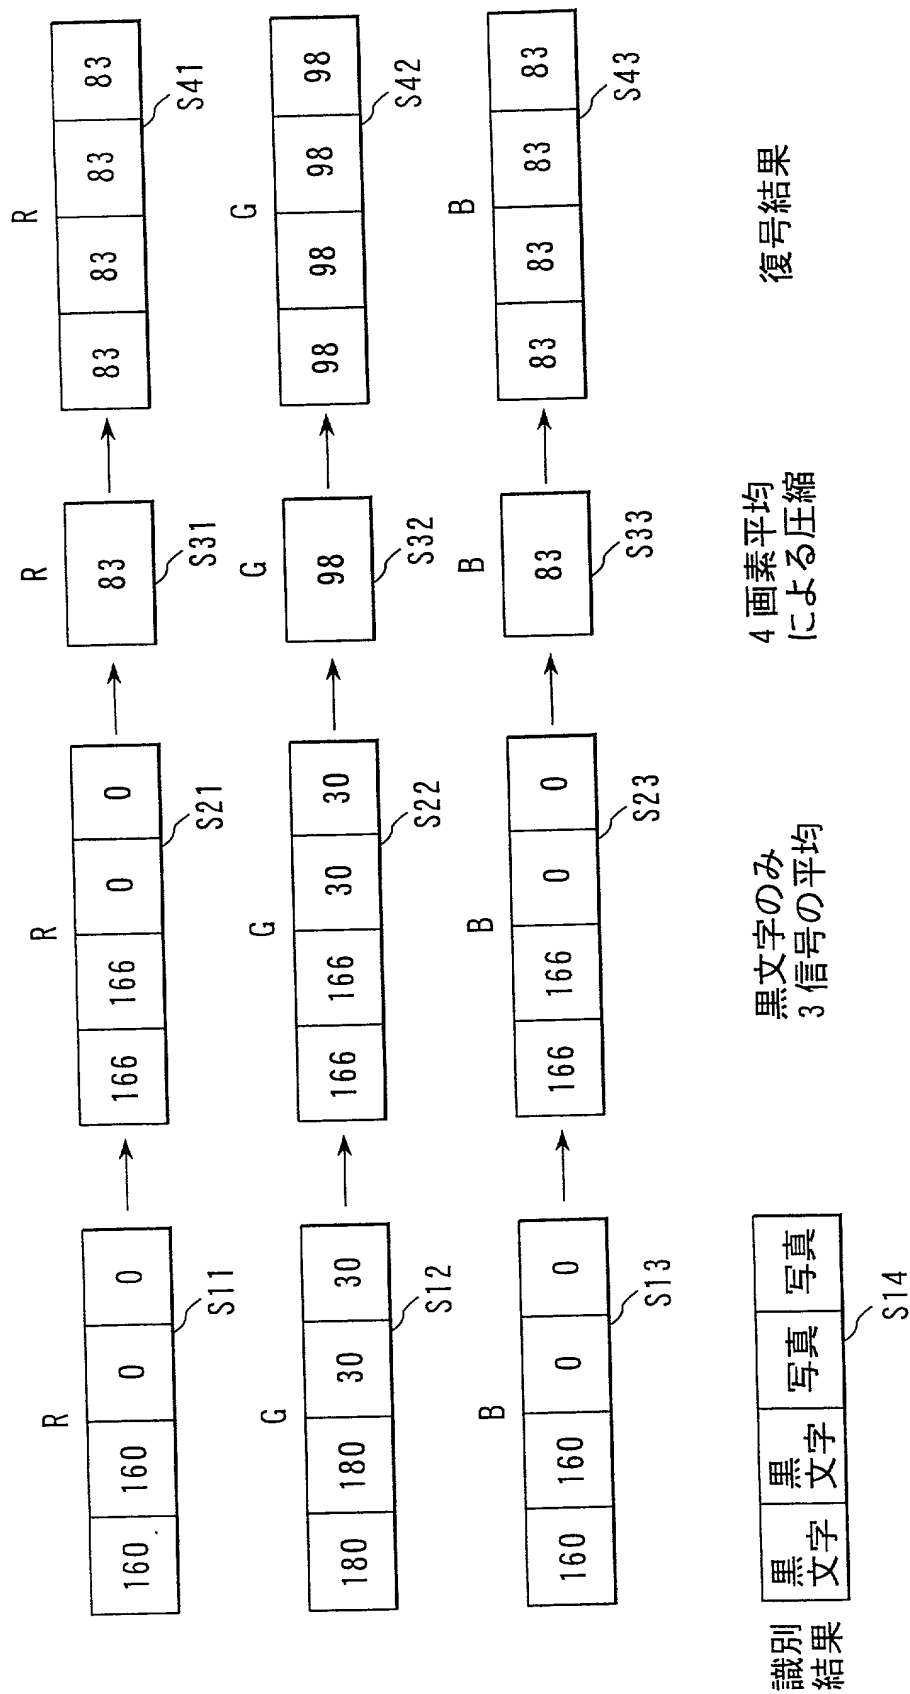 R
160 160 0 0
S11
R
166 166 0 0
S21
R
83
S31
R
83 83 83 83
S41
G
180 180 30 30
S12
G
166 166 30 30
S22
G
98
S32
G
98 98 98 98
S42
B
160 160 0 0
S13
B
166 166 0 0
S23
B
83
S33
B
83 83 83 83
S43
識別
結果
黒
文字
黒
文字
写真
写真
S14
黒文字のみ
3信号の平均
4画素平均
による圧縮
復号結果